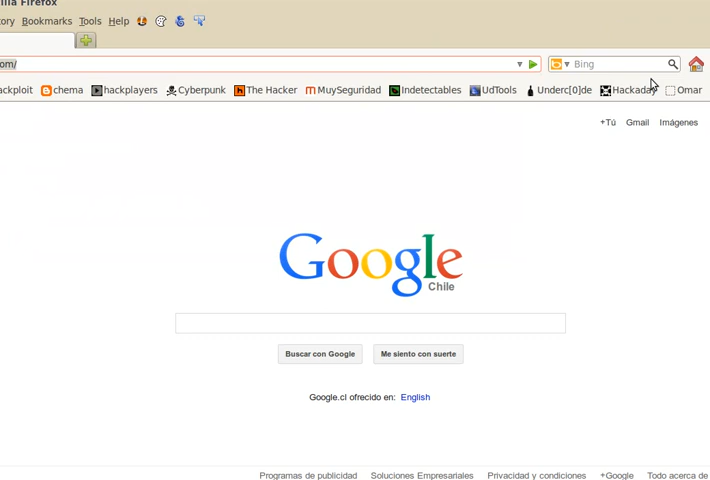 illa Firefox
tory Bookmarks Tools Help
om/ Bing
ackploit chema hackplayers Cyberpunk The Hacker MuySeguridad Indetectables UdTools Underc[0]de Hackaday Omar
+Tú Gmail Imágenes
Google
Chile
Buscar con Google Me siento con suerte
Google.cl ofrecido en: English
Programas de publicidad Soluciones Empresariales Privacidad y condiciones +Google Todo acerca de